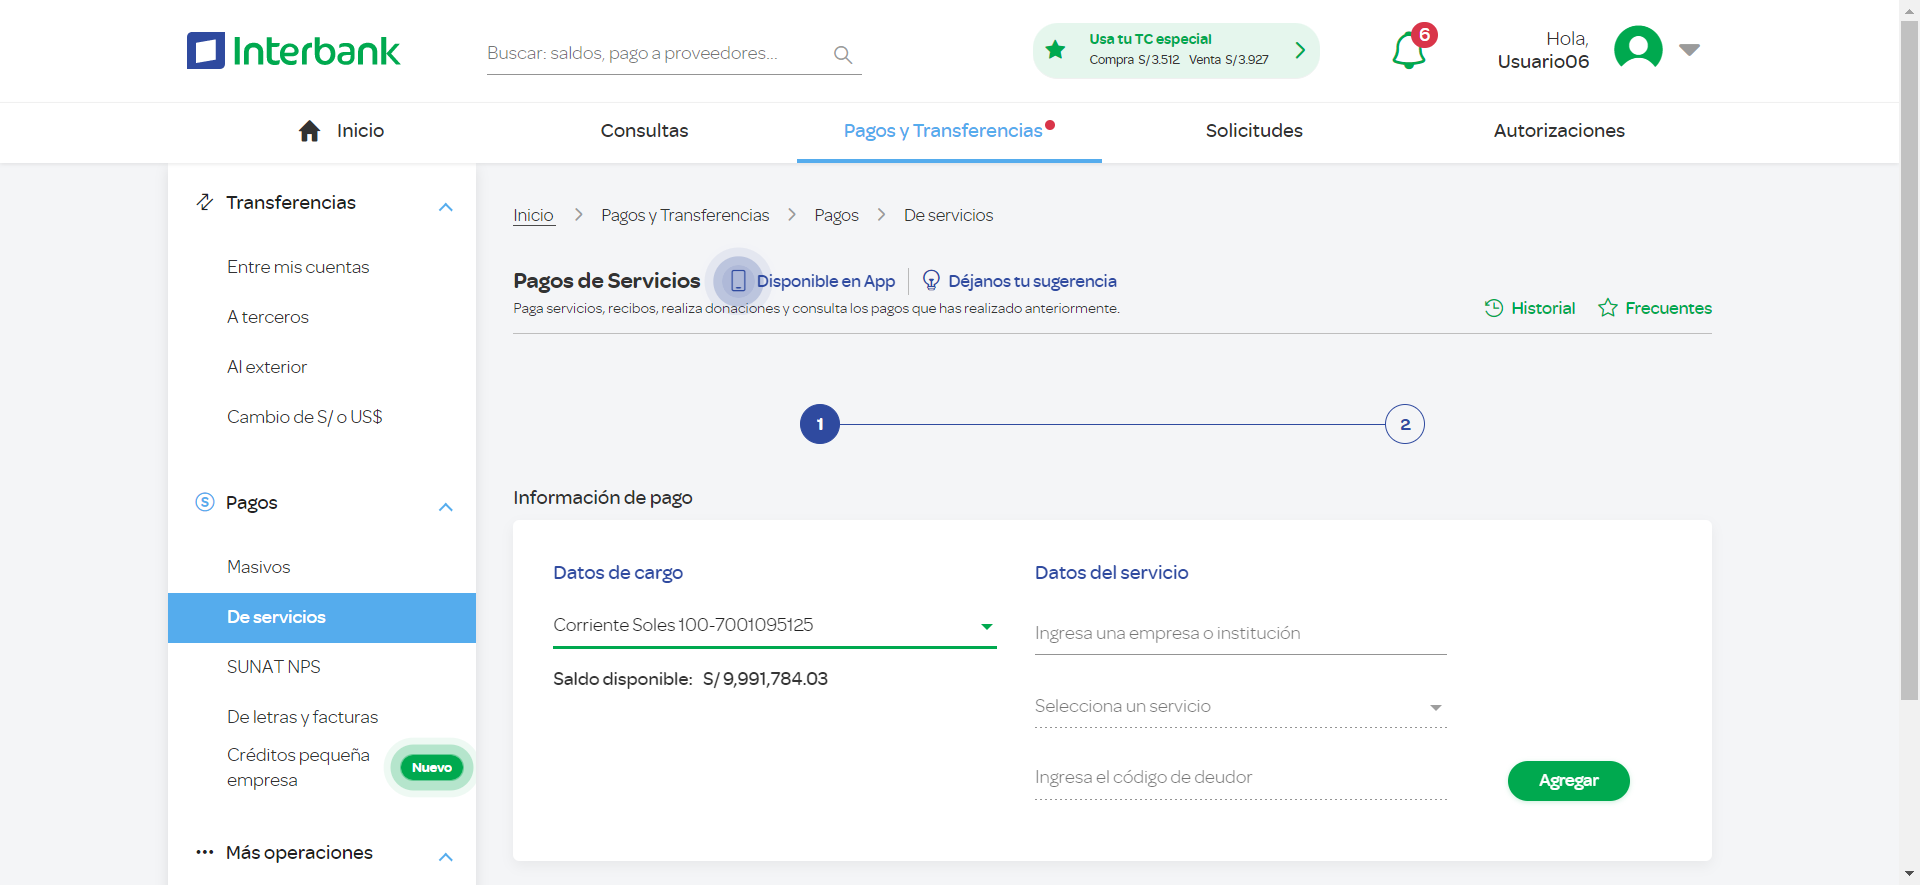 Interbank
Buscar: saldos, pago a proveedores...
Usa tu TC especial
Compra S/3.512 Venta S/3.927
6
Hola,
Usuario06
Inicio
Consultas
Pagos y Transferencias
Solicitudes
Autorizaciones
Transferencias
Entre mis cuentas
A terceros
Al exterior
Cambio de S/ o US$
S Pagos
Masivos
De servicios
SUNAT NPS
De letras y facturas
Créditos pequeña
empresa
Nuevo
Más operaciones
Inicio > Pagos y Transferencias > Pagos > De servicios
Pagos de Servicios
Disponible en App
Déjanos tu sugerencia
Paga servicios, recibos, realiza donaciones y consulta los pagos que has realizado anteriormente.
Historial
Frecuentes
1
2
Información de pago
Datos de cargo
Corriente Soles 100-7001095125
Saldo disponible: S/ 9,991,784.03
Datos del servicio
Ingresa una empresa o institución
Selecciona un servicio
Ingresa el código de deudor
Agregar